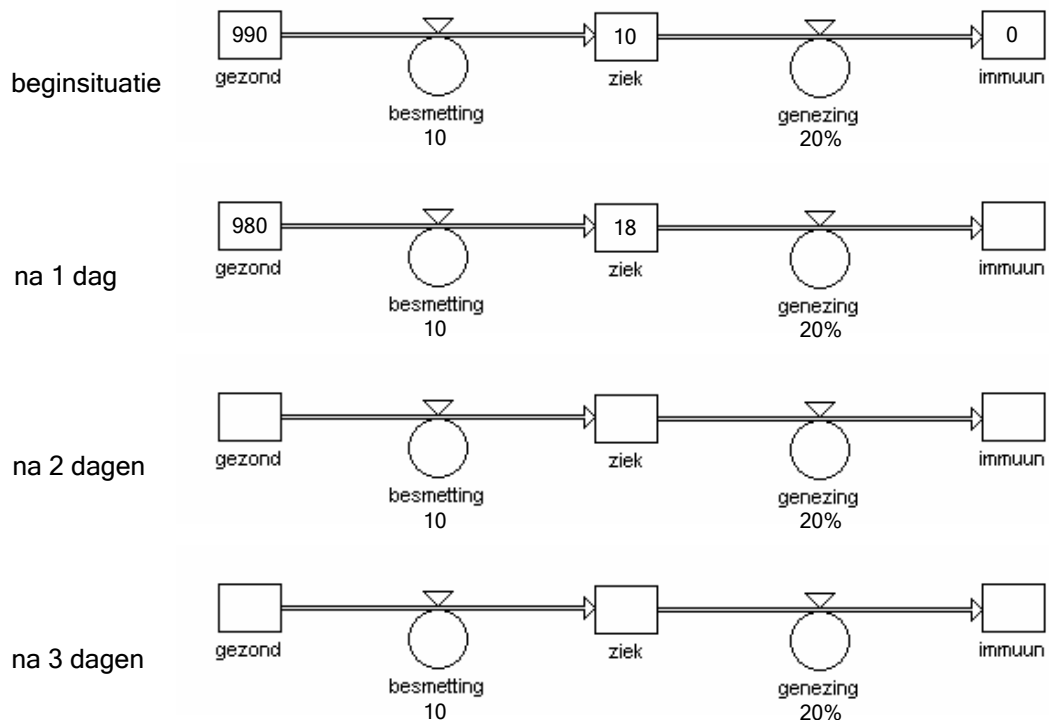 990 10 0
gezond ziek immuun
beginsituatie
besmetting genezing
10 20%
980 18
gezond ziek immuun
na 1 dag
besmetting genezing
10 20%
gezond ziek immuun
na 2 dagen
besmetting genezing
10 20%
gezond ziek immuun
na 3 dagen
besmetting genezing
10 20%